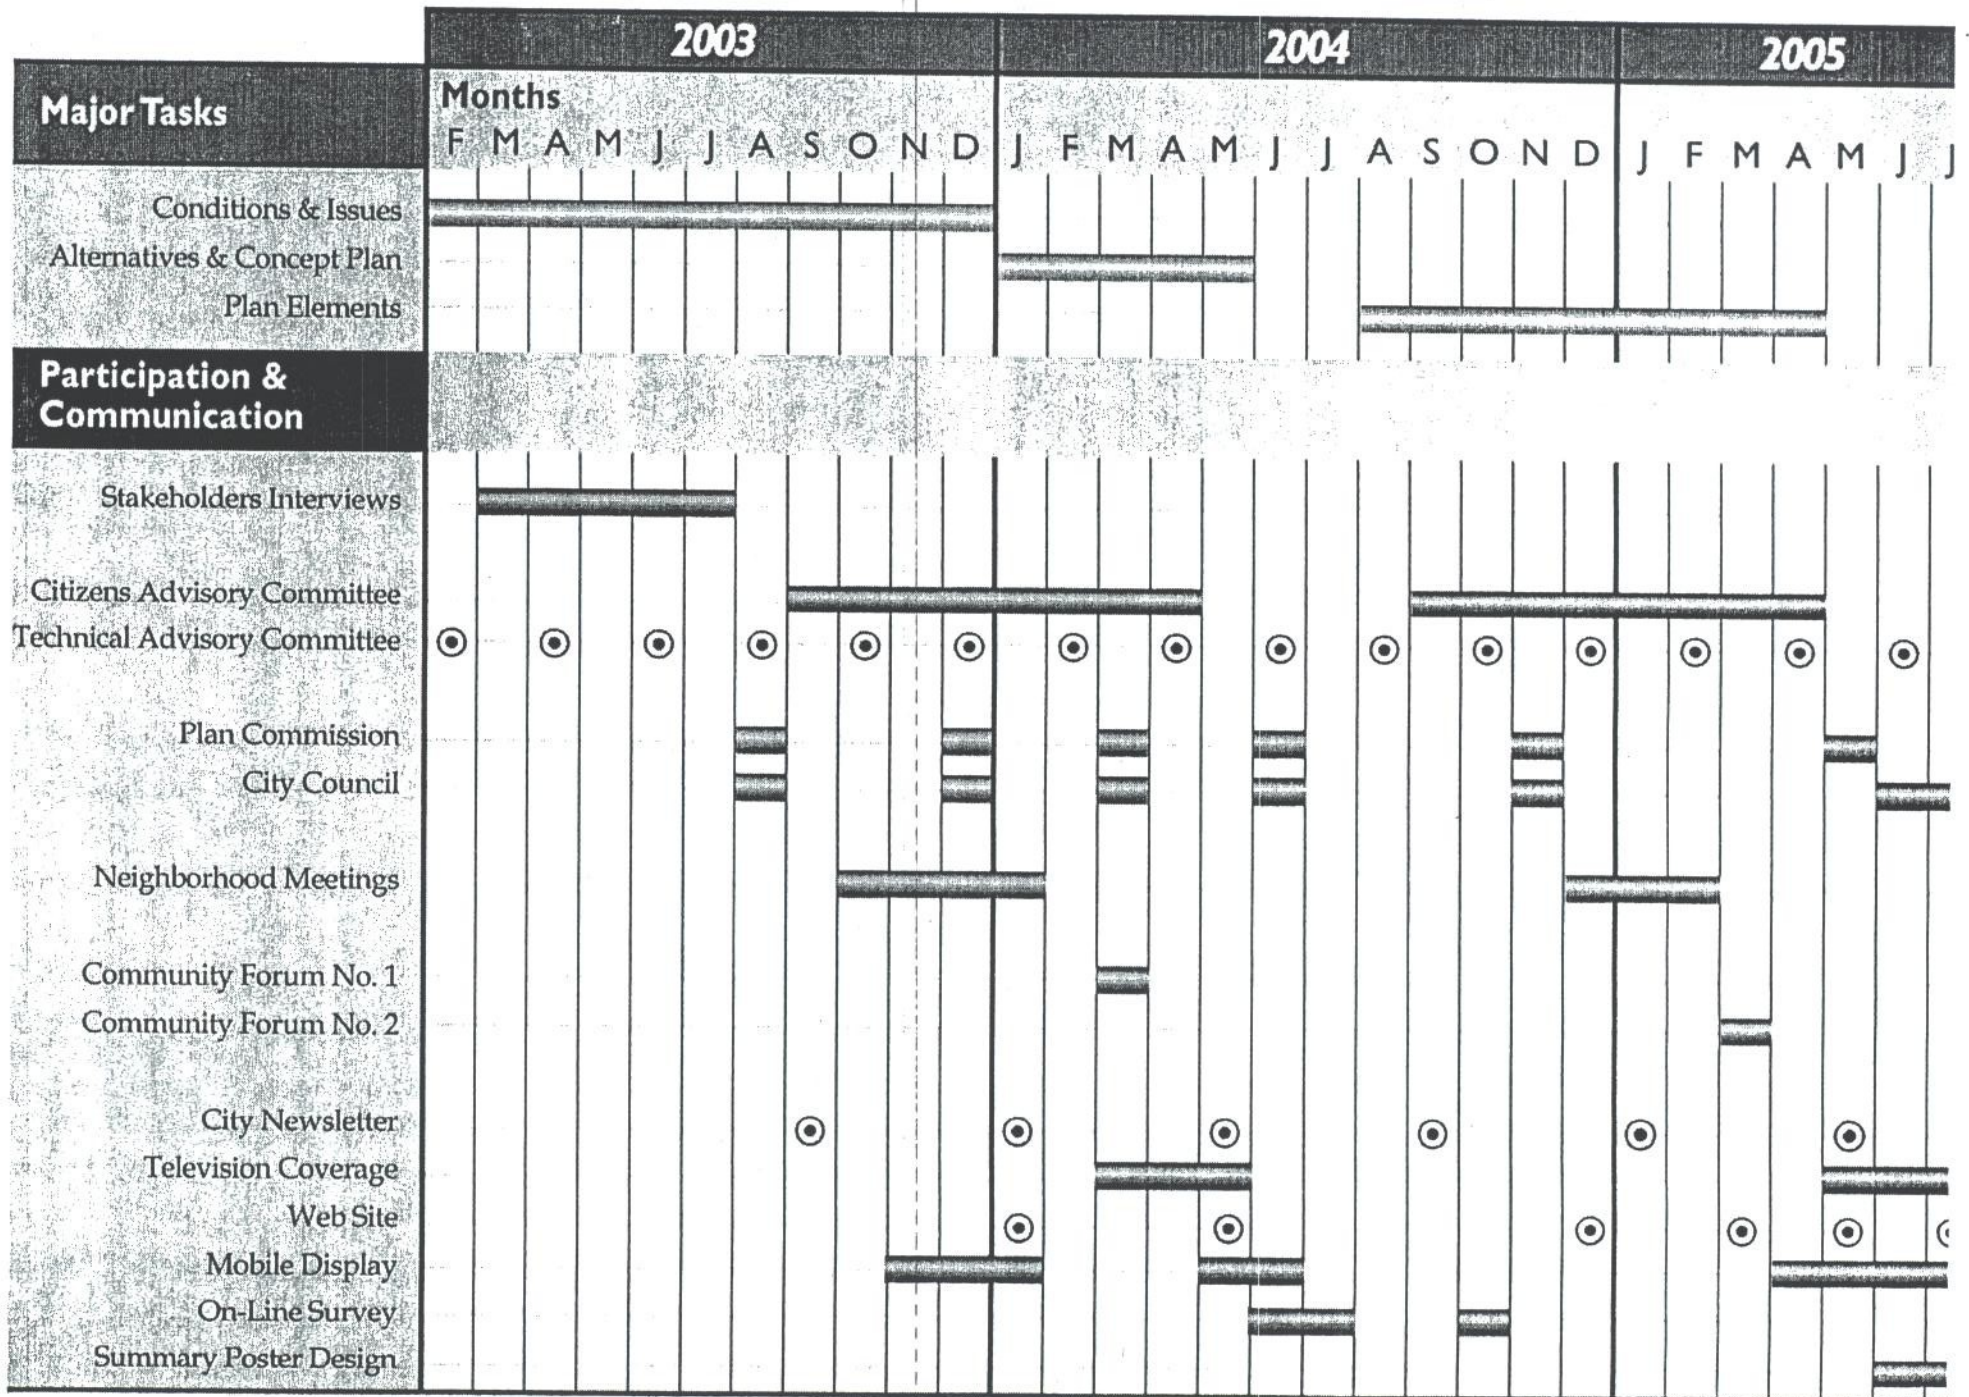 2003 2004 2005
Major Tasks
Months
F M A M J J A S O N D J F M A M J J A S O N D J F M A M J J
Conditions & Issues
Alternatives & Concept Plan
Plan Elements
Participation &
Communication
Stakeholders Interviews
Citizens Advisory Committee
Technical Advisory Committee
Plan Commission
City Council
Neighborhood Meetings
Community Forum No. 1
Community Forum No. 2
City Newsletter
Television Coverage
Web Site
Mobile Display
On-Line Survey
Summary Poster Design